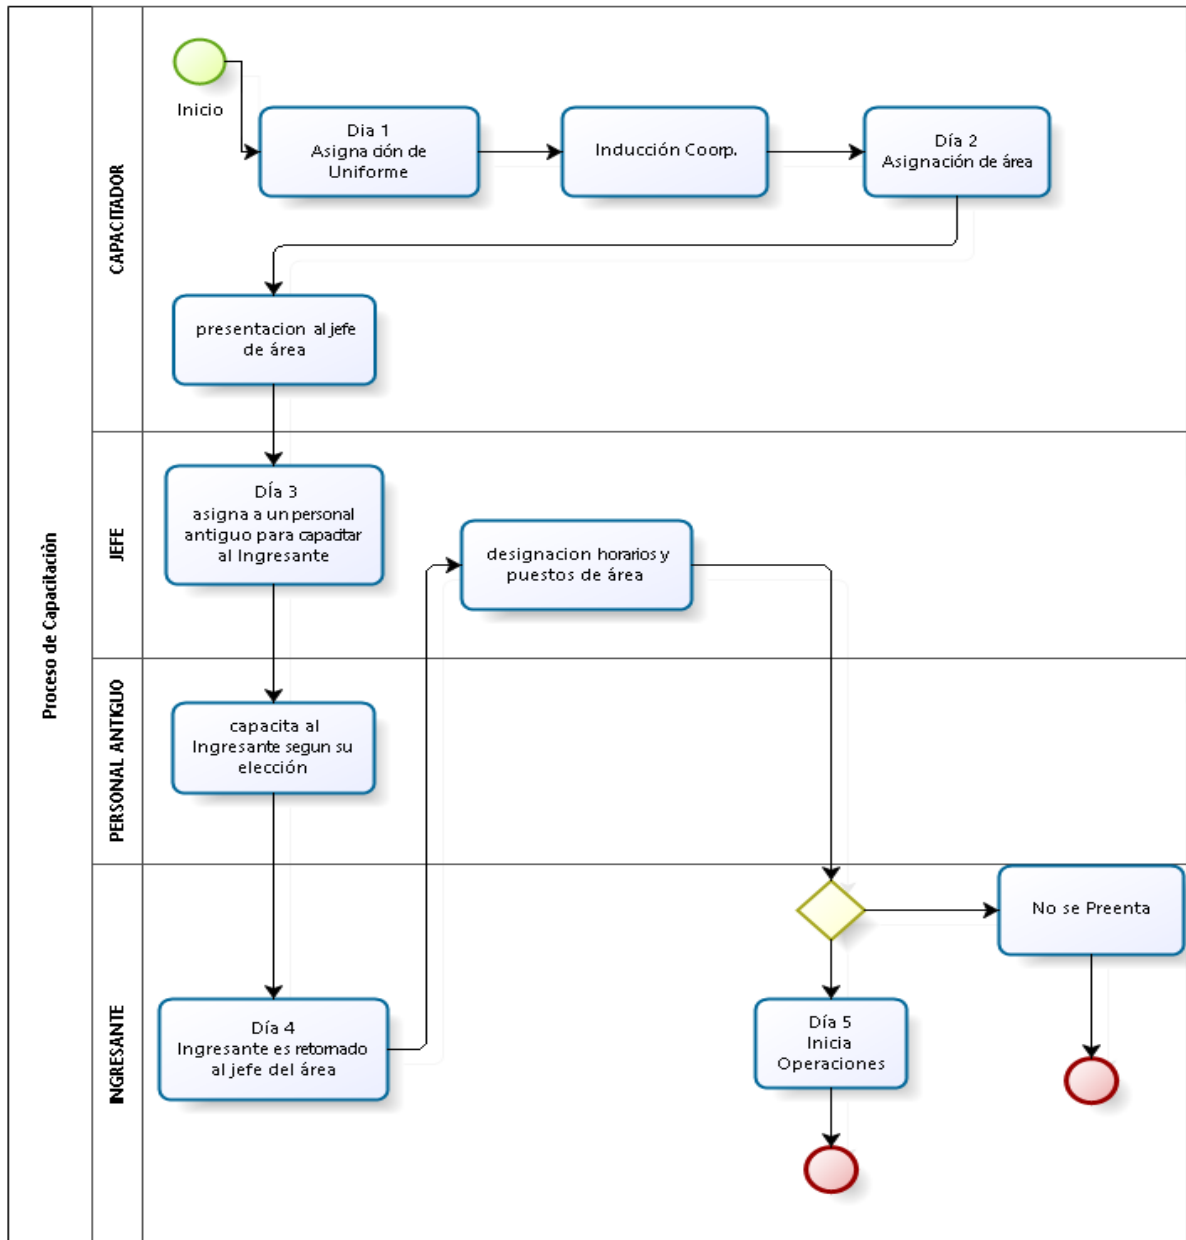 Proceso de Capacitaciòn
CAPACITADOR
Inicio
Dia 1
Asignación de
Uniforme
Inducción Coorp.
Día 2
Asignación de área
presentacion al jefe
de área
JEFE
DÍa 3
asigna a un personal
antiguo para capacitar
al Ingresante
designacion horarios y
puestos de área
PERSONAL ANTIGUO
capacita al
Ingresante segun su
elección
INGRESANTE
Día 4
Ingresante es retornado
al jefe del área
No se Preenta
Día 5
Inicia
Operaciones